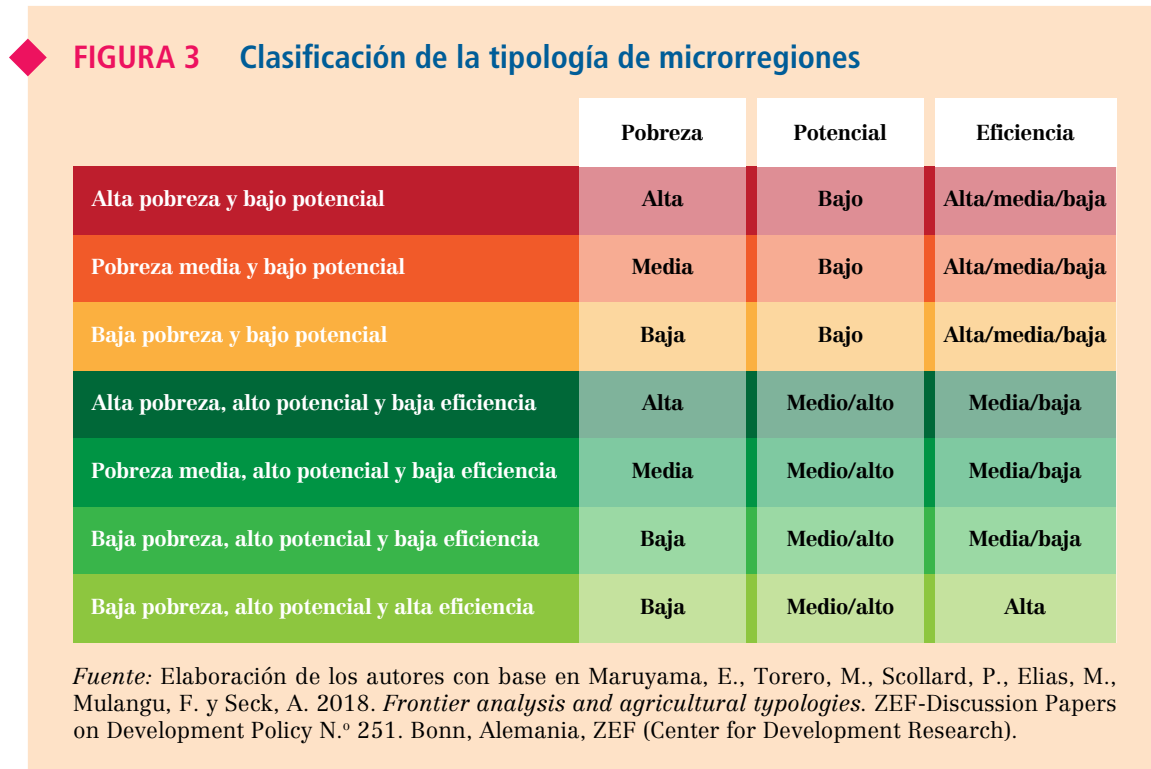 FIGURA 3 Clasificación de la tipología de microrregiones
Pobreza Potencial Eficiencia
Alta pobreza y bajo potencial Alta Bajo Alta/media/baja
Pobreza media y bajo potencial Media Bajo Alta/media/baja
Baja pobreza y bajo potencial Baja Bajo Alta/media/baja
Alta pobreza, alto potencial y baja eficiencia Alta Medio/alto Media/baja
Pobreza media, alto potencial y baja eficiencia Media Medio/alto Media/baja
Baja pobreza, alto potencial y baja eficiencia Baja Medio/alto Media/baja
Baja pobreza, alto potencial y alta eficiencia Baja Medio/alto Alta
Fuente: Elaboración de los autores con base en Maruyama, E., Torero, M., Scollard, P., Elias, M.,
Mulangu, F. y Seck, A. 2018. Frontier analysis and agricultural typologies. ZEF-Discussion Papers
on Development Policy N.º 251. Bonn, Alemania, ZEF (Center for Development Research).